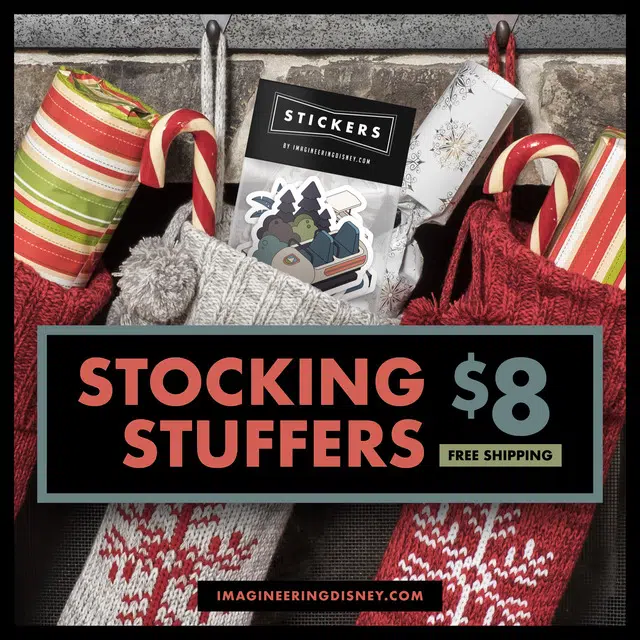 STICKERS
BY IMAGINEERINGDISNEY.COM
STOCKING
STUFFERS
$8
FREE SHIPPING
IMAGINEERINGDISNEY.COM